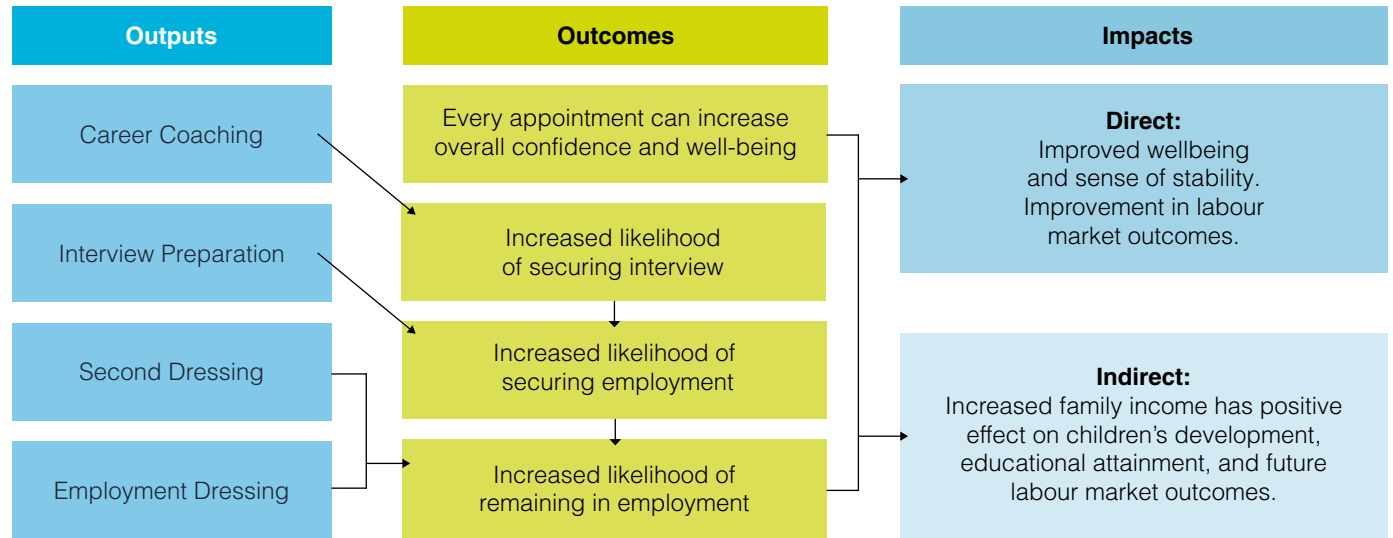 Outputs
Career Coaching
Interview Preparation
Second Dressing
Employment Dressing
Outcomes
Every appointment can increase
overall confidence and well-being
Increased likelihood
of securing interview
Increased likelihood of
securing employment
Increased likelihood of
remaining in employment
Impacts
Direct:
Improved wellbeing
and sense of stability.
Improvement in labour
market outcomes.
Indirect:
Increased family income has positive
effect on children’s development,
educational attainment, and future
labour market outcomes.